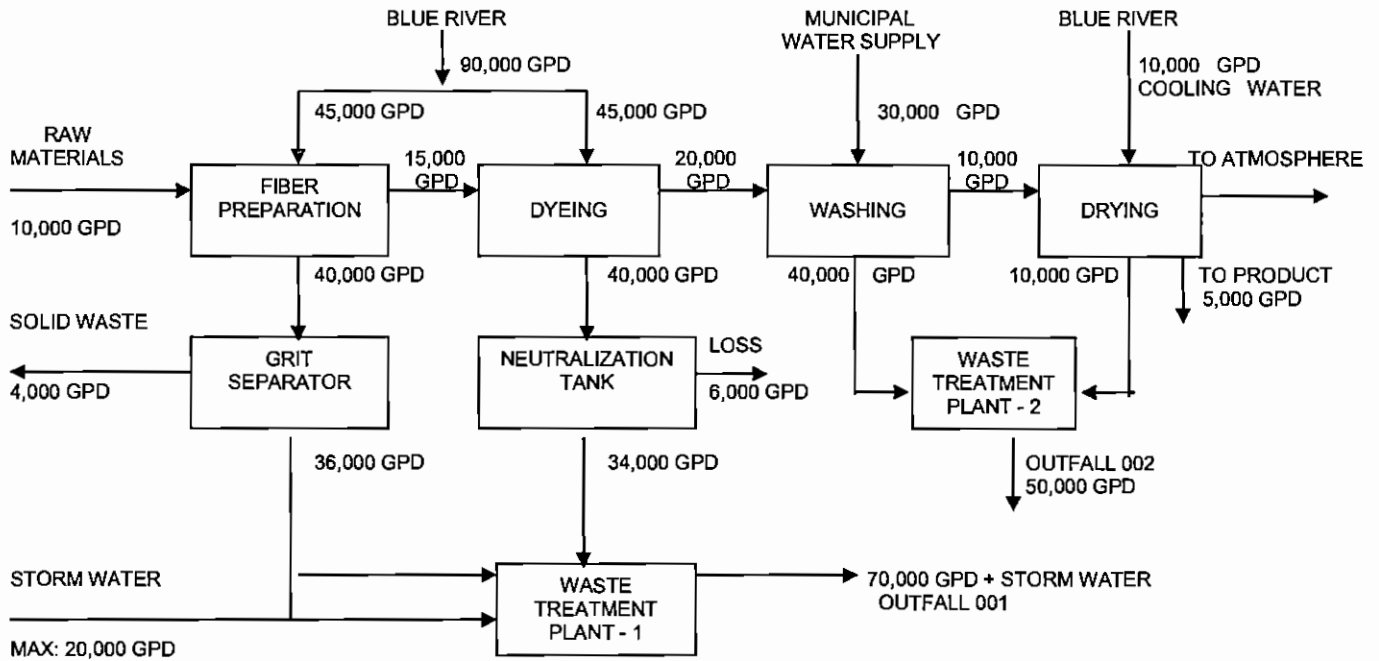 BLUE RIVER
90,000 GPD
45,000 GPD
45,000 GPD
MUNICIPAL
WATER SUPPLY
30,000 GPD
BLUE RIVER
10,000 GPD
COOLING WATER
RAW
MATERIALS
10,000 GPD
FIBER
PREPARATION
15,000
GPD
DYEING
20,000
GPD
WASHING
10,000
GPD
DRYING
TO ATMOSPHERE
40,000 GPD
40,000 GPD
40,000 GPD
10,000 GPD
TO PRODUCT
5,000 GPD
SOLID WASTE
4,000 GPD
GRIT
SEPARATOR
NEUTRALIZATION
TANK
LOSS
6,000 GPD
WASTE
TREATMENT
PLANT - 2
36,000 GPD
34,000 GPD
OUTFALL 002
50,000 GPD
STORM WATER
MAX: 20,000 GPD
WASTE
TREATMENT
PLANT - 1
70,000 GPD + STORM WATER
OUTFALL 001